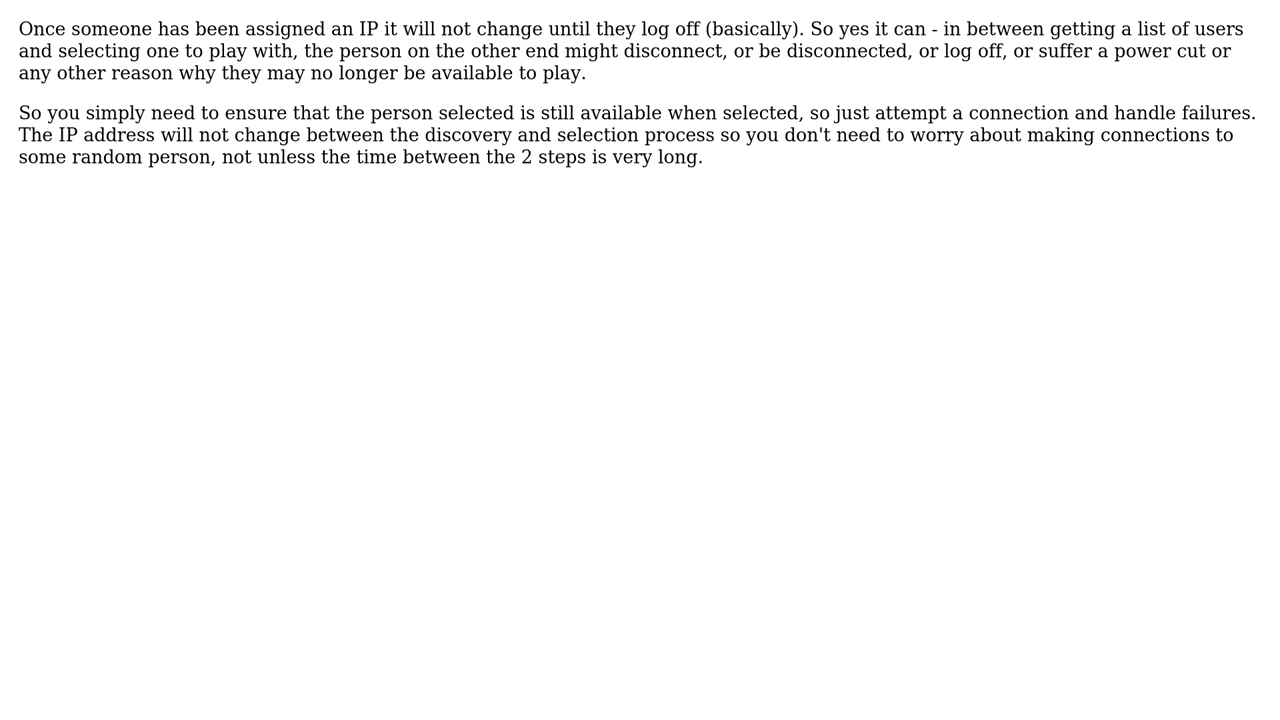 Once someone has been assigned an IP it will not change until they log off (basically). So yes it can - in between getting a list of users
and selecting one to play with, the person on the other end might disconnect, or be disconnected, or log off, or suffer a power cut or
any other reason why they may no longer be available to play.
So you simply need to ensure that the person selected is still available when selected, so just attempt a connection and handle failures.
The IP address will not change between the discovery and selection process so you don't need to worry about making connections to
some random person, not unless the time between the 2 steps is very long.